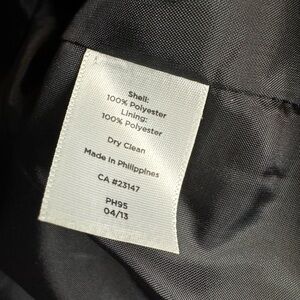 Shell:
100% Polyester
Lining:
100% Polyester
Dry Clean
Made in Philippines
CA #23147
PH95
04/13